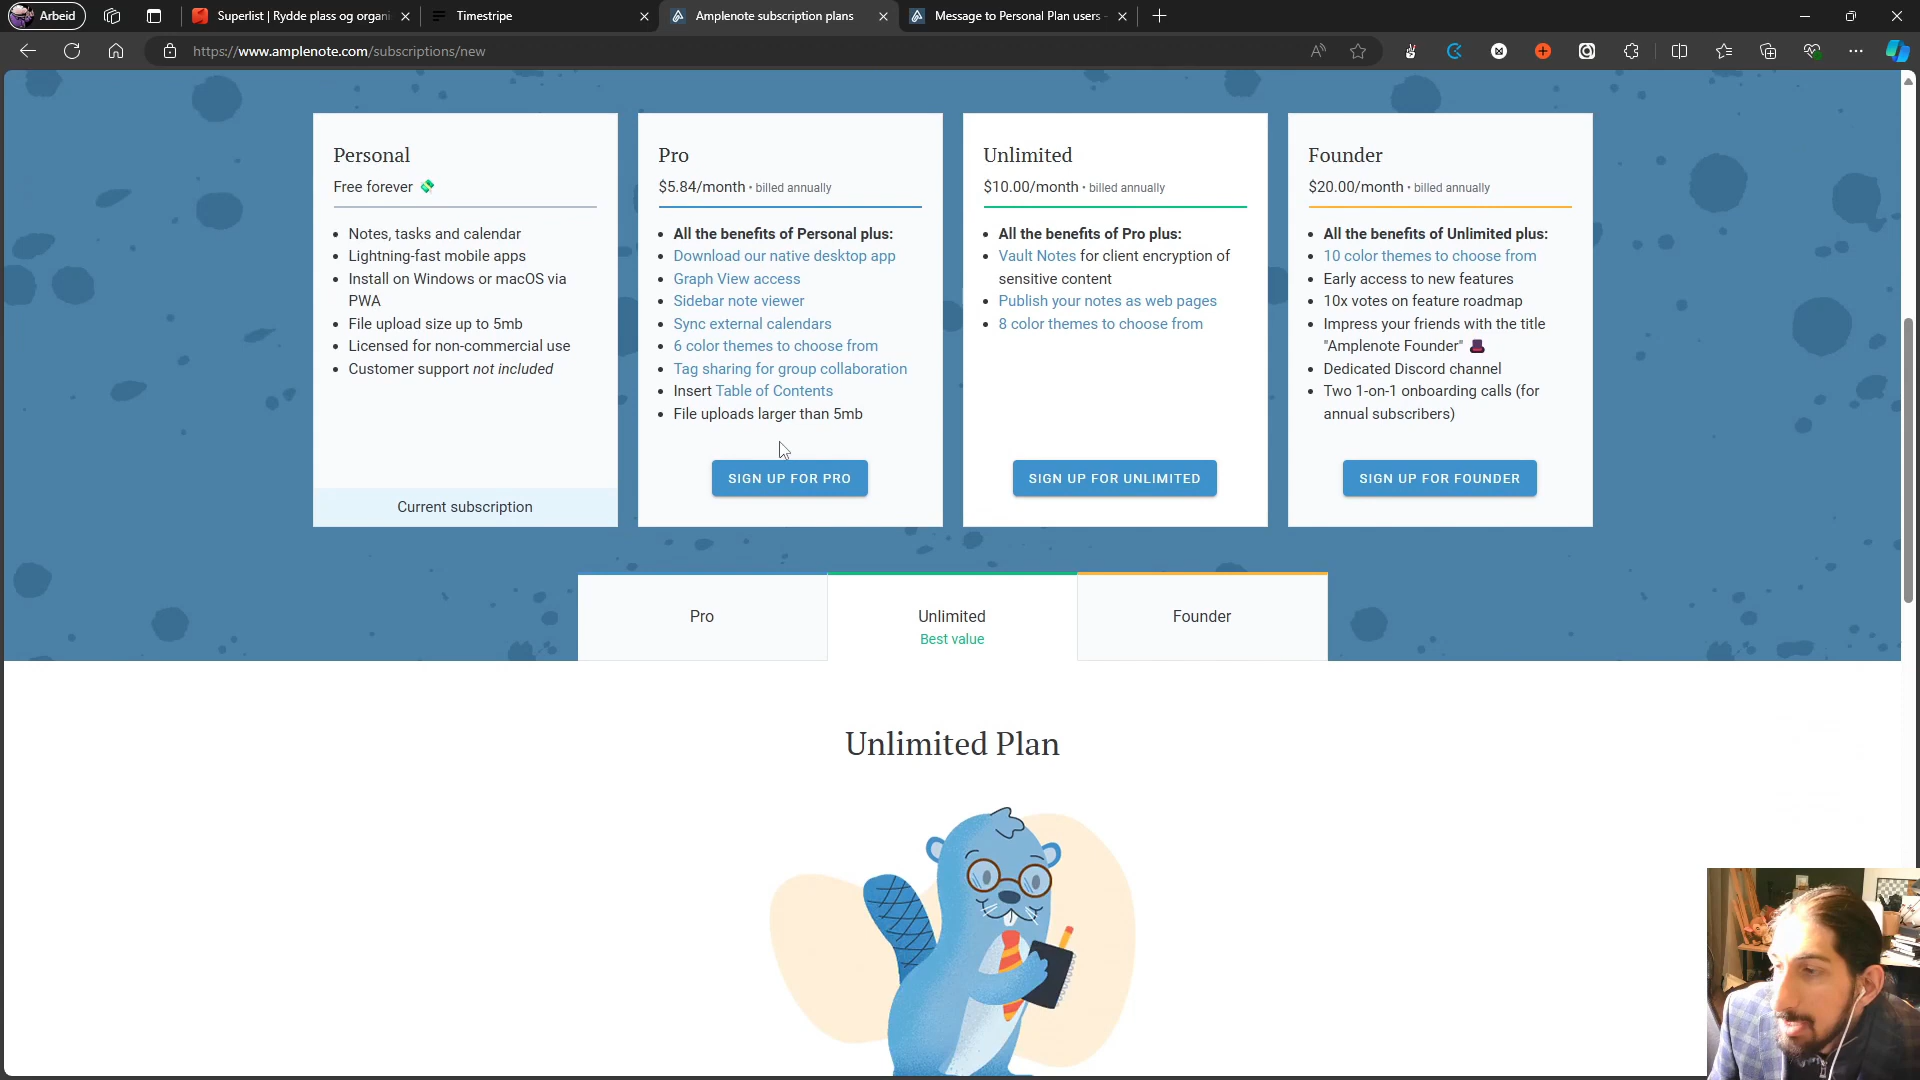 Arbeid
Superlist | Rydde plass og organi
Timestripe
Amplenote subscription plans
Message to Personal Plan users -
https://www.amplenote.com/subscriptions/new
Personal
Free forever 💸
Notes, tasks and calendar
Lightning-fast mobile apps
Install on Windows or macOS via
PWA
File upload size up to 5mb
Licensed for non-commercial use
Customer support not included
Current subscription
Pro
$5.84/month • billed annually
All the benefits of Personal plus:
Download our native desktop app
Graph View access
Sidebar note viewer
Sync external calendars
6 color themes to choose from
Tag sharing for group collaboration
Insert Table of Contents
File uploads larger than 5mb
SIGN UP FOR PRO
Unlimited
$10.00/month • billed annually
All the benefits of Pro plus:
Vault Notes for client encryption of
sensitive content
Publish your notes as web pages
8 color themes to choose from
SIGN UP FOR UNLIMITED
Founder
$20.00/month • billed annually
All the benefits of Unlimited plus:
10 color themes to choose from
Early access to new features
10x votes on feature roadmap
Impress your friends with the title
"Amplenote Founder" 🎩
Dedicated Discord channel
Two 1-on-1 onboarding calls (for
annual subscribers)
SIGN UP FOR FOUNDER
Pro
Unlimited
Best value
Founder
Unlimited Plan